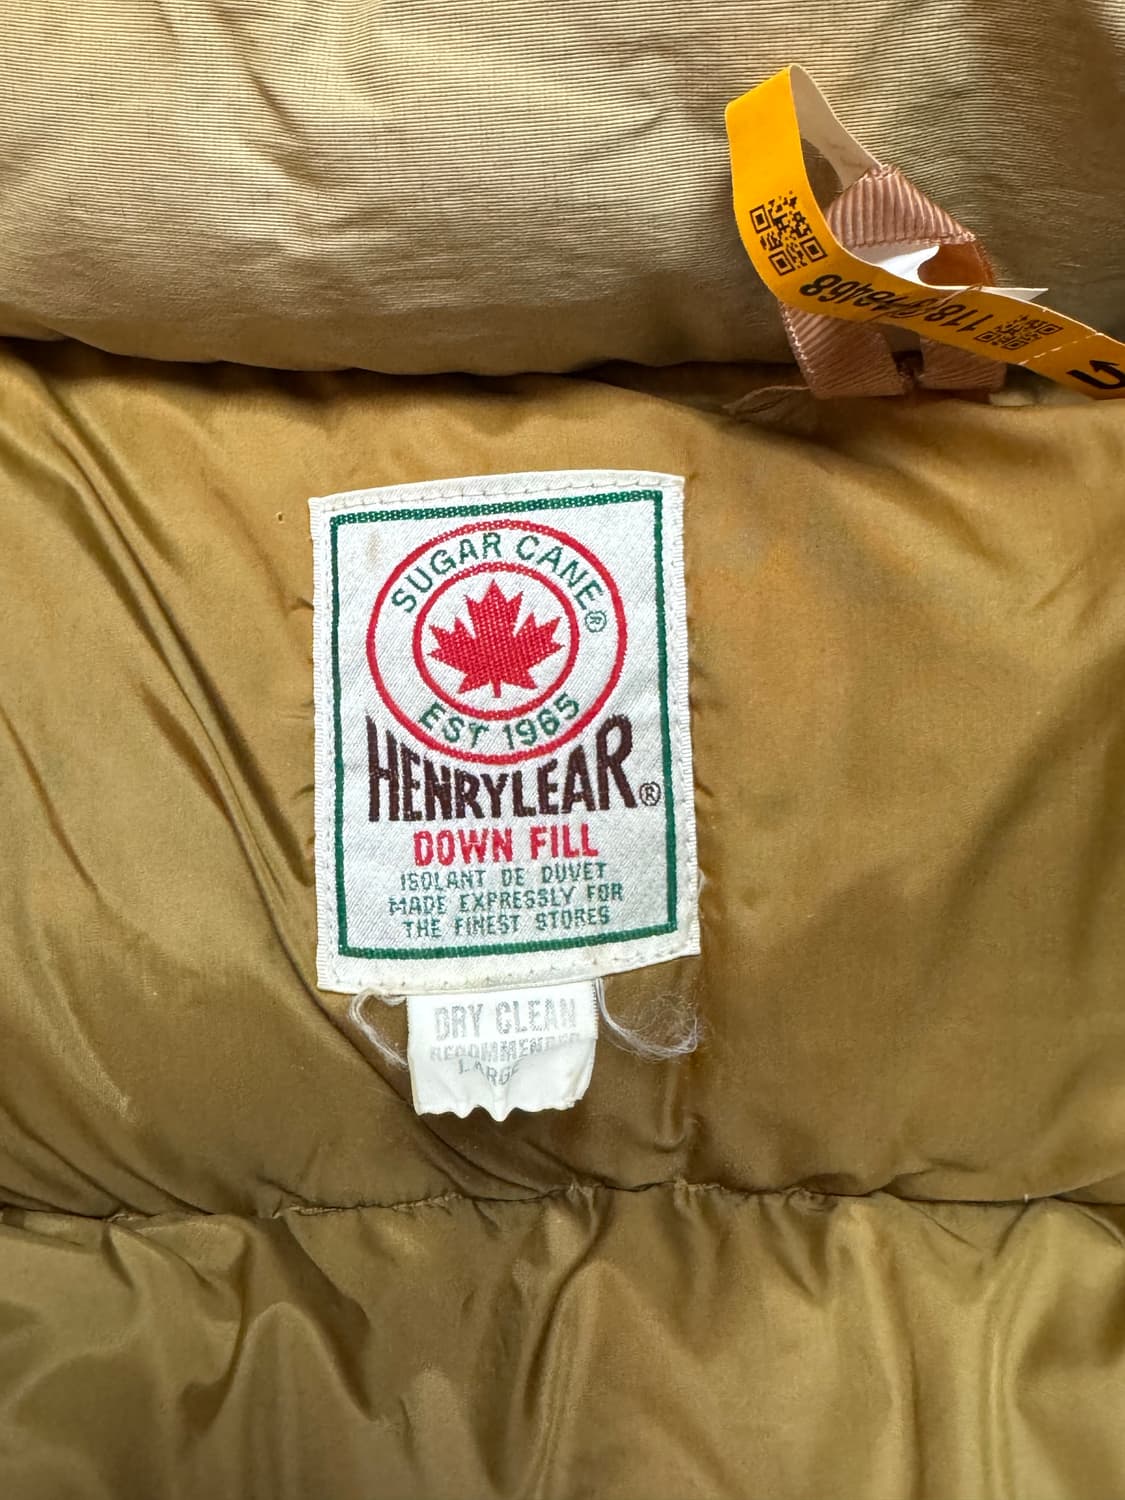 SUGAR CANE®
EST 1965
HENRYLEAR®
DOWN FILL
ISOLANT DE DUVET
MADE EXPRESSLY FOR
THE FINEST STORES
DRY CLEAN
RECOMMENDED
LARGE